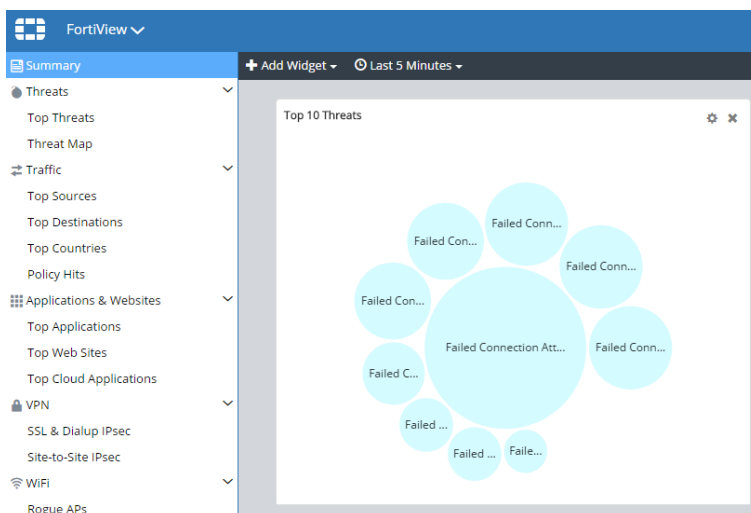 FortiView
Summary
Add Widget
Last 5 Minutes
Threats
Top Threats
Threat Map
Traffic
Top Sources
Top Destinations
Top Countries
Policy Hits
Applications & Websites
Top Applications
Top Web Sites
Top Cloud Applications
VPN
SSL & Dialup IPsec
Site-to-Site IPsec
WiFi
Rogue APs
Top 10 Threats
Failed Conn...
Failed Con...
Failed Conn...
Failed Con...
Failed Connection Att...
Failed Conn...
Failed C...
Failed ...
Failed ...
Faile...